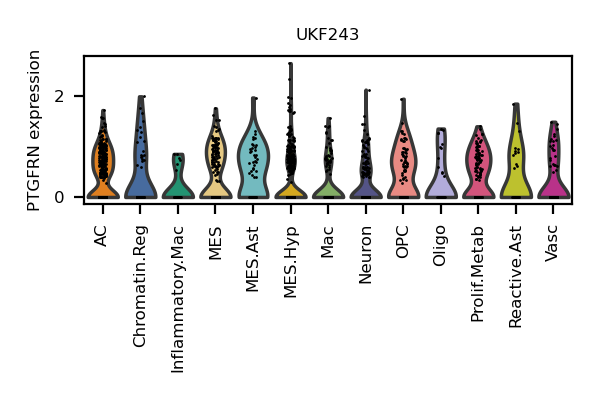 UKF243
PTGFRN expression
2
0
AC
Chromatin.Reg
Inflammatory.Mac
MES
MES.Ast
MES.Hyp
Mac
Neuron
OPC
Oligo
Prolif.Metab
Reactive.Ast
Vasc